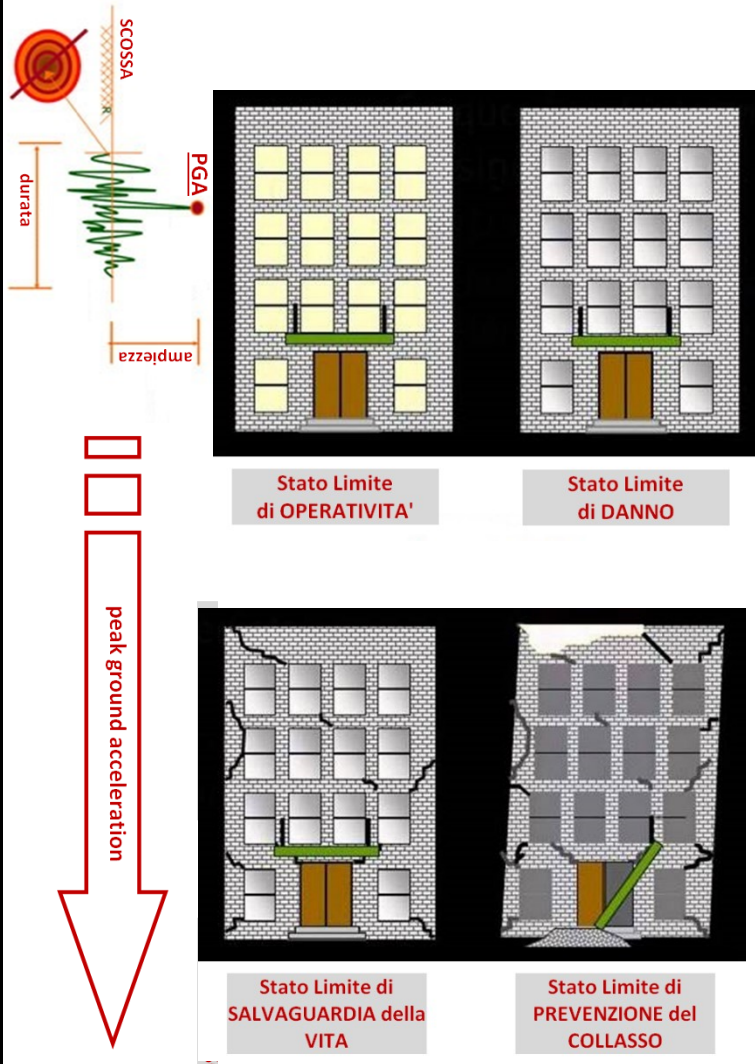 SCOSSA
R
PGA
durata
ampiezza
Stato Limite
di OPERATIVITA'
Stato Limite
di DANNO
peak ground acceleration
Stato Limite di
SALVAGUARDIA della
VITA
Stato Limite di
PREVENZIONE del
COLLASSO